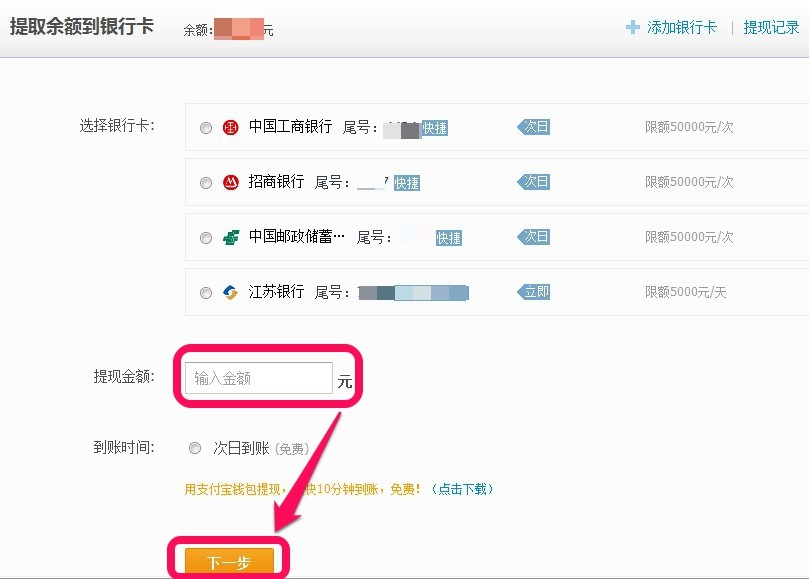 提取余额到银行卡 余额: 元 添加银行卡 | 提现记录
选择银行卡: 中国工商银行 尾号: 快捷 次日 限额50000元/次
招商银行 尾号: 7 快捷 次日 限额50000元/次
中国邮政储蓄··· 尾号: 快捷 次日 限额50000元/次
江苏银行 尾号: 立即 限额5000元/天
提现金额: 输入金额 元
到账时间: 次日到账 (免费)
用支付宝钱包提现, 快10分钟到账，免费! (点击下载)
下一步